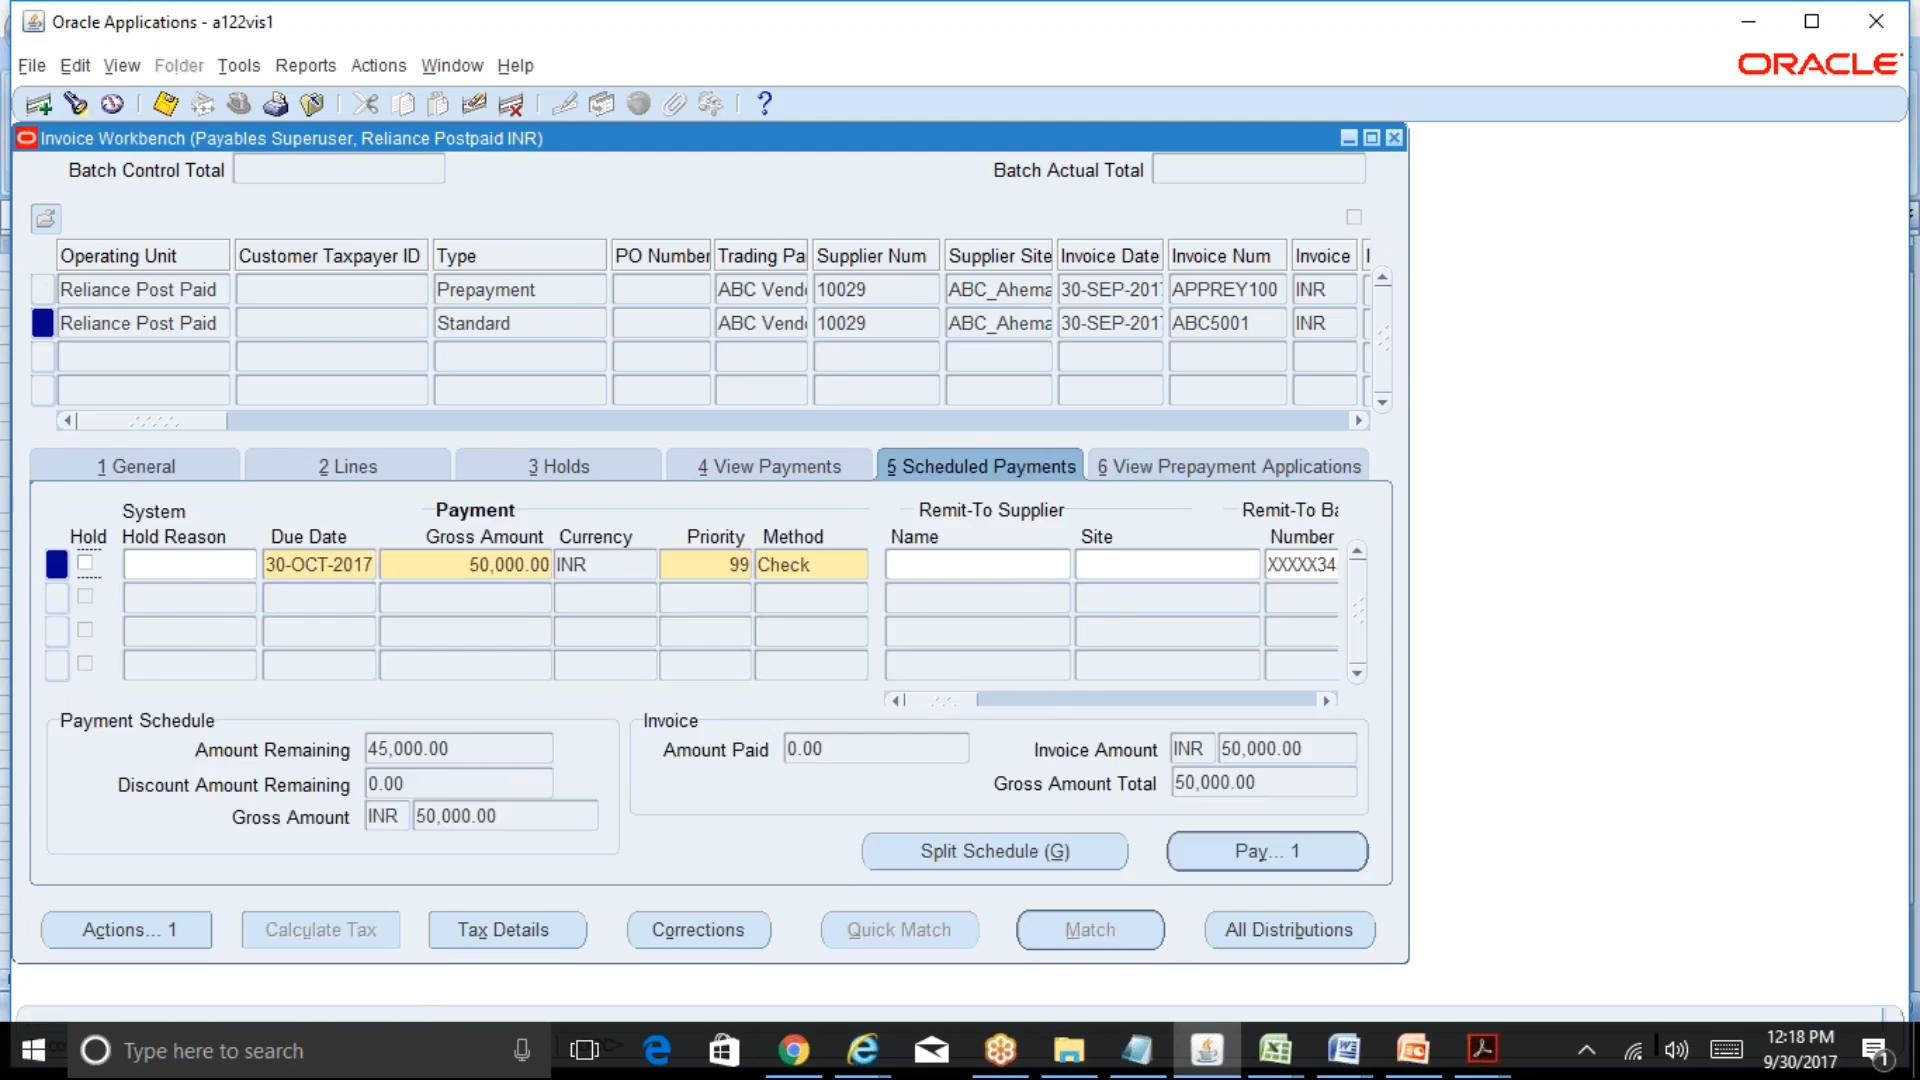 Oracle Applications - a122vis1
File Edit View Folder Tools Reports Actions Window Help
ORACLE
Invoice Workbench (Payables Superuser, Reliance Postpaid INR)
Batch Control Total Batch Actual Total
Operating Unit Customer Taxpayer ID Type PO Number Trading Pa Supplier Num Supplier Site Invoice Date Invoice Num Invoice
Reliance Post Paid Prepayment ABC Vend 10029 ABC_Ahema 30-SEP-201 APPREY100 INR
Reliance Post Paid Standard ABC Vend 10029 ABC_Ahema 30-SEP-201 ABC5001 INR
1 General 2 Lines 3 Holds 4 View Payments 5 Scheduled Payments 6 View Prepayment Applications
System Payment Remit-To Supplier Remit-To Ba
Hold Hold Reason Due Date Gross Amount Currency Priority Method Name Site Number
30-OCT-2017 50,000.00 INR 99 Check XXXXX34
Payment Schedule Invoice
Amount Remaining 45,000.00 Amount Paid 0.00 Invoice Amount INR 50,000.00
Discount Amount Remaining 0.00 Gross Amount Total 50,000.00
Gross Amount INR 50,000.00
Split Schedule (G) Pay... 1
Actions... 1 Calculate Tax Tax Details Corrections Quick Match Match All Distributions
Type here to search
12:18 PM
9/30/2017
1